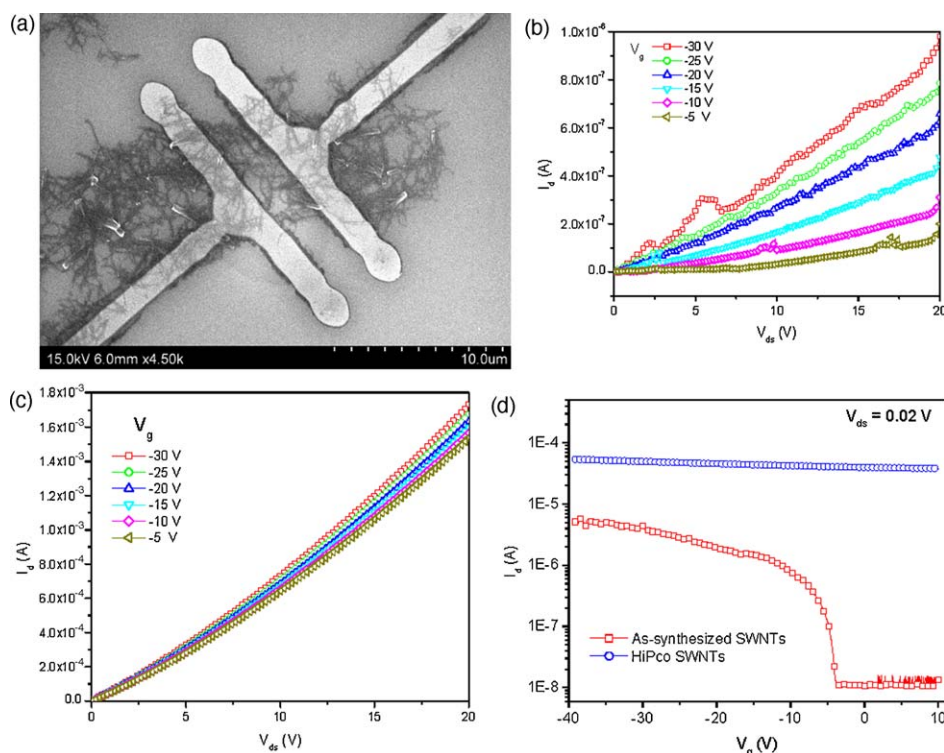 (a)
15.0kV 6.0mm x4.50k 10.0um
(b)
V_g
-30 V
-25 V
-20 V
-15 V
-10 V
-5 V
1.0x10^-6
8.0x10^-7
6.0x10^-7
4.0x10^-7
2.0x10^-7
0.0
I_d (A)
0 5 10 15 20
V_ds (V)
(c)
V_g
-30 V
-25 V
-20 V
-15 V
-10 V
-5 V
1.8x10^-3
1.6x10^-3
1.4x10^-3
1.2x10^-3
1.0x10^-3
8.0x10^-4
6.0x10^-4
4.0x10^-4
2.0x10^-4
0.0
I_d (A)
0 5 10 15 20
V_ds (V)
(d)
V_ds = 0.02 V
1E-4
1E-5
1E-6
1E-7
1E-8
I_d (A)
As-synthesized SWNTs
HiPco SWNTs
-40 -30 -20 -10 0 10
V_g (V)